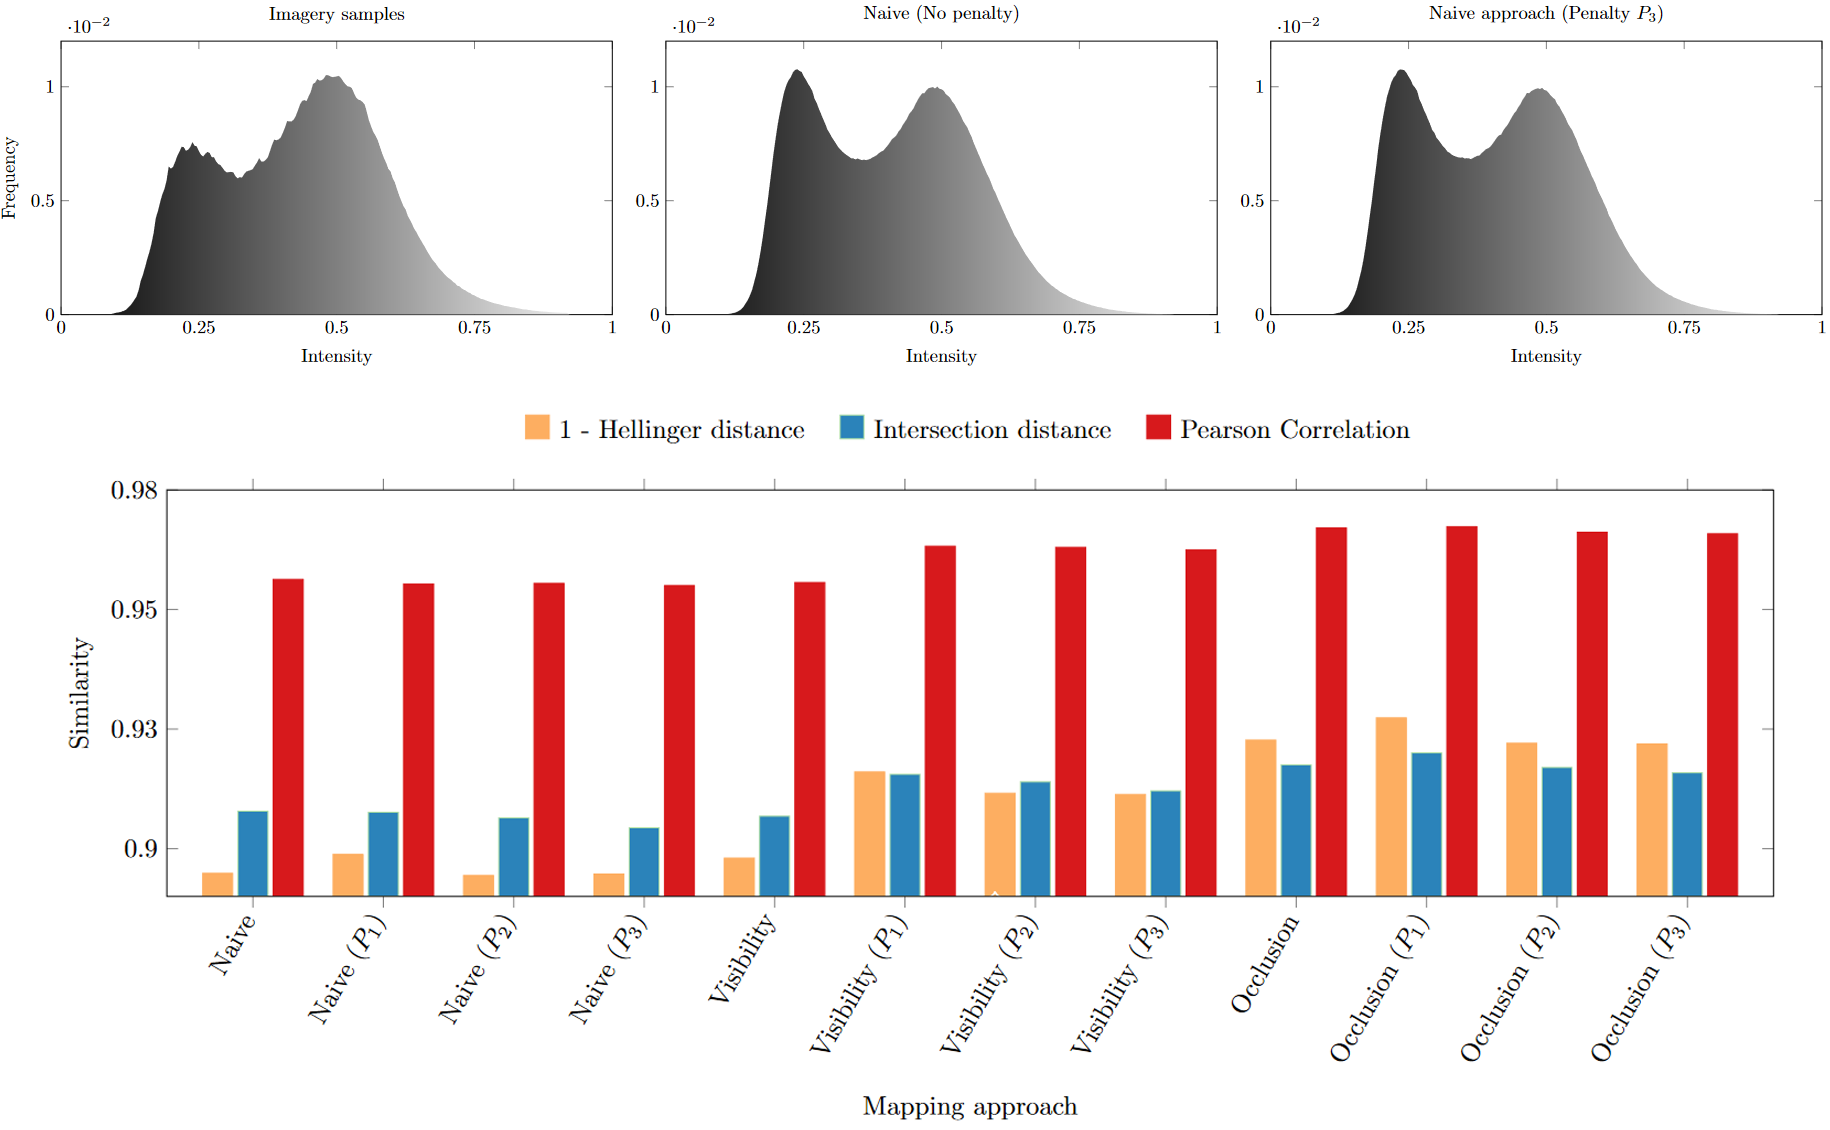 Imagery samples
Naive (No penalty)
Naive approach (Penalty P₃)
·10⁻²
·10⁻²
·10⁻²
1
0.5
0
1
0.5
0
1
0.5
0
Frequency
0 0.25 0.5 0.75 1
0 0.25 0.5 0.75 1
0 0.25 0.5 0.75 1
Intensity
Intensity
Intensity
1 - Hellinger distance
Intersection distance
Pearson Correlation
0.98
0.95
0.93
0.9
Similarity
Naive
Naive (P₁)
Naive (P₂)
Naive (P₃)
Visibility
Visibility (P₁)
Visibility (P₂)
Visibility (P₃)
Occlusion
Occlusion (P₁)
Occlusion (P₂)
Occlusion (P₃)
Mapping approach